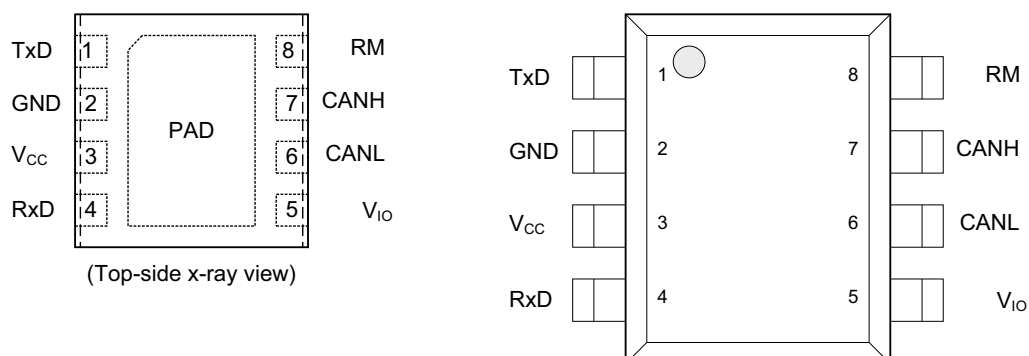 TxD 1 8 RM
GND 2 7 CANH
PAD
VCC 3 6 CANL
RxD 4 5 VIO
(Top-side x-ray view)
TxD 1 8 RM
GND 2 7 CANH
VCC 3 6 CANL
RxD 4 5 VIO